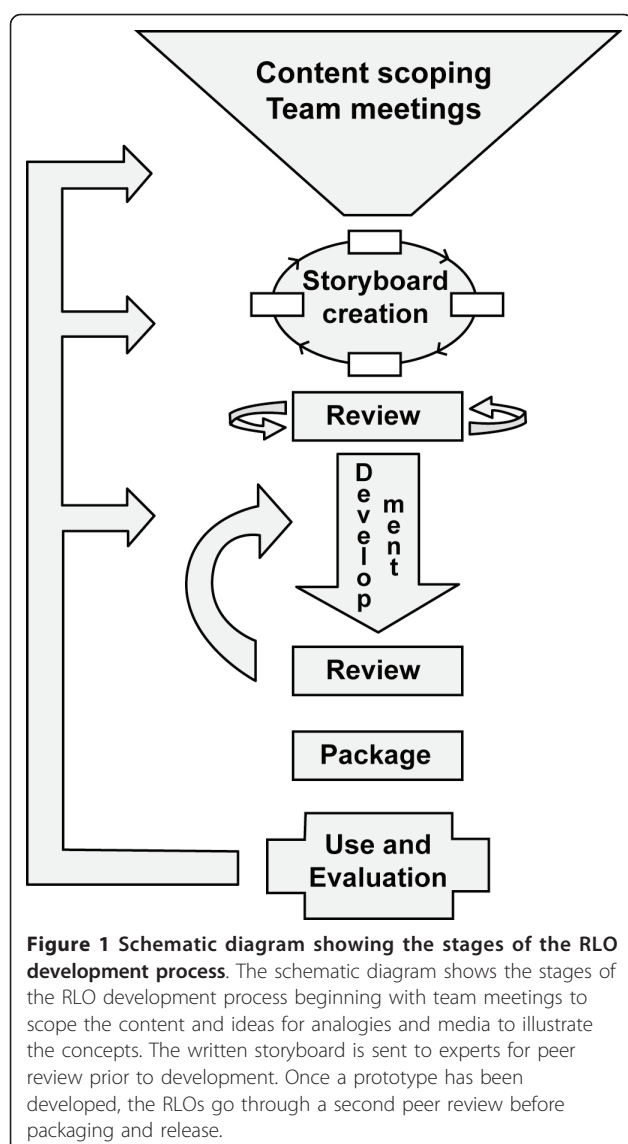 Content scoping
Team meetings
Storyboard
creation
Review
Develop
ment
Review
Package
Use and
Evaluation
Figure 1 Schematic diagram showing the stages of the RLO
development process. The schematic diagram shows the stages of
the RLO development process beginning with team meetings to
scope the content and ideas for analogies and media to illustrate
the concepts. The written storyboard is sent to experts for peer
review prior to development. Once a prototype has been
developed, the RLOs go through a second peer review before
packaging and release.